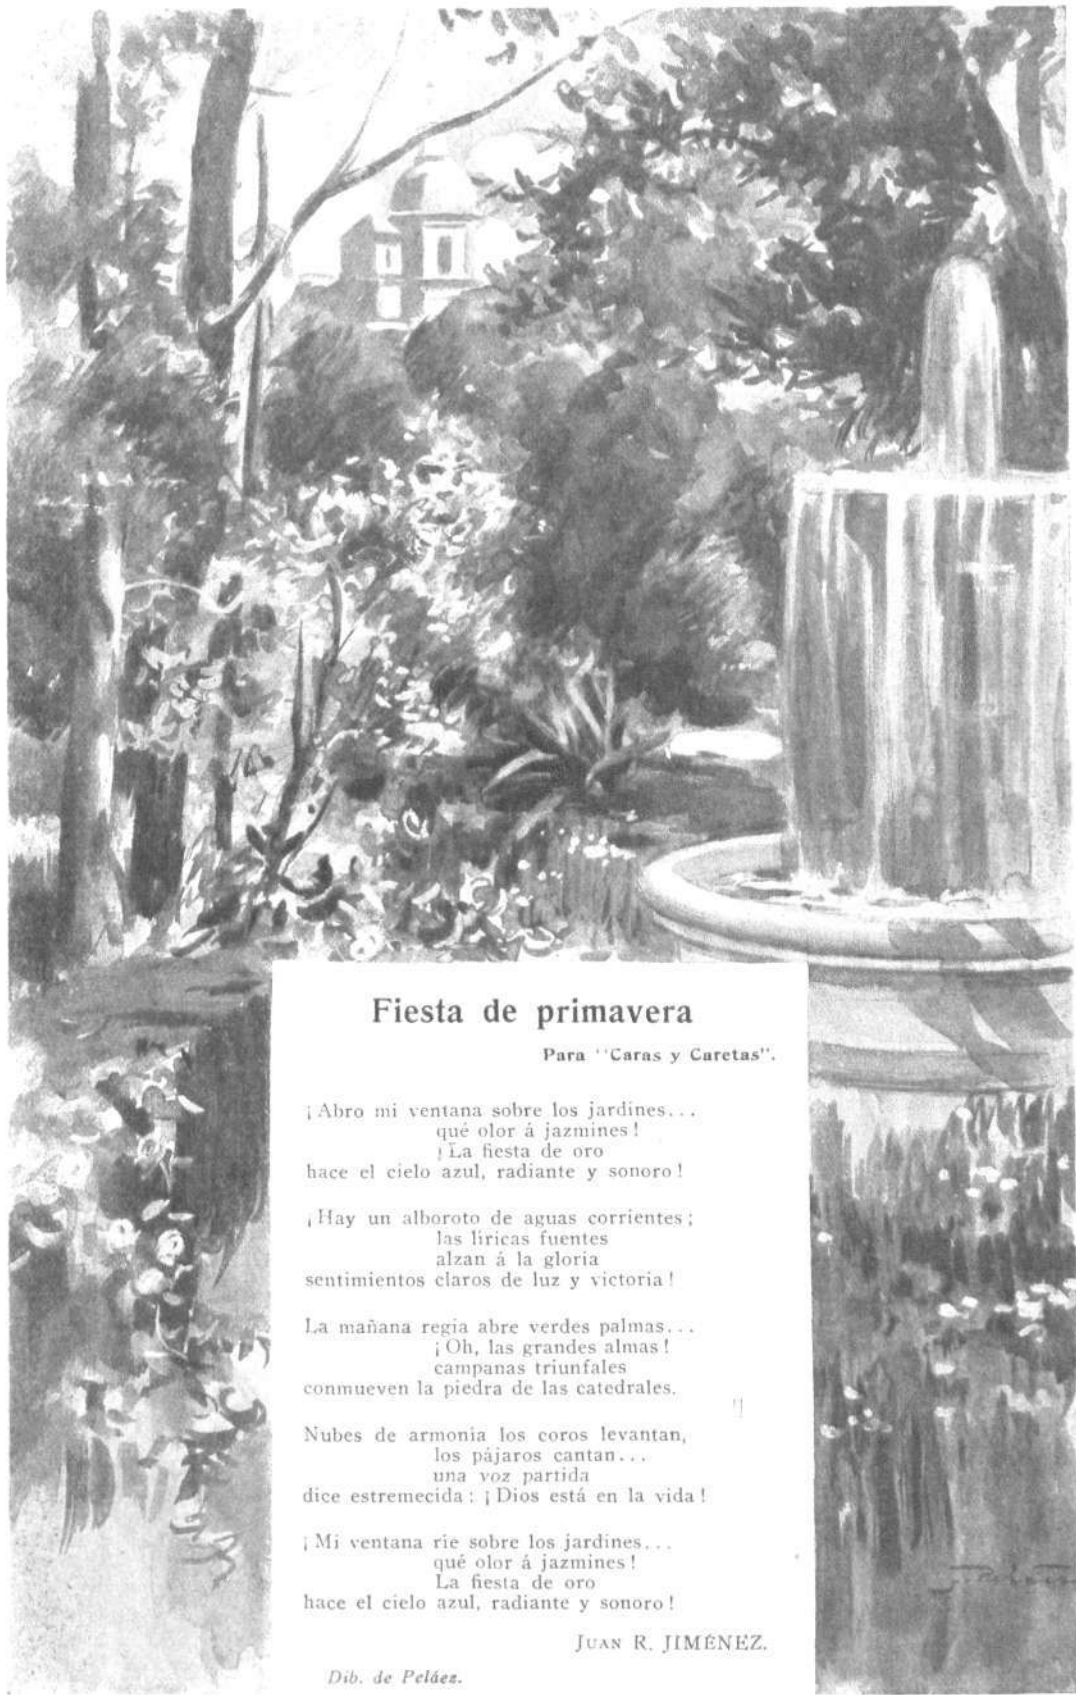 Fiesta de primavera
Para "Caras y Caretas".
¡Abro mi ventana sobre los jardines...
qué olor á jazmines!
¡La fiesta de oro
hace el cielo azul, radiante y sonoro!
¡Hay un alboroto de aguas corrientes;
las líricas fuentes
alzan á la gloria
sentimientos claros de luz y victoria!
La mañana regia abre verdes palmas...
¡Oh, las grandes almas!
campanas triunfales
conmueven la piedra de las catedrales.
Nubes de armonia los coros levantan,
los pájaros cantan...
una voz partida
dice estremecida: ¡Dios está en la vida!
¡Mi ventana rie sobre los jardines...
qué olor á jazmines!
La fiesta de oro
hace el cielo azul, radiante y sonoro!
Juan R. JIMÉNEZ.
Dib. de Peláez.